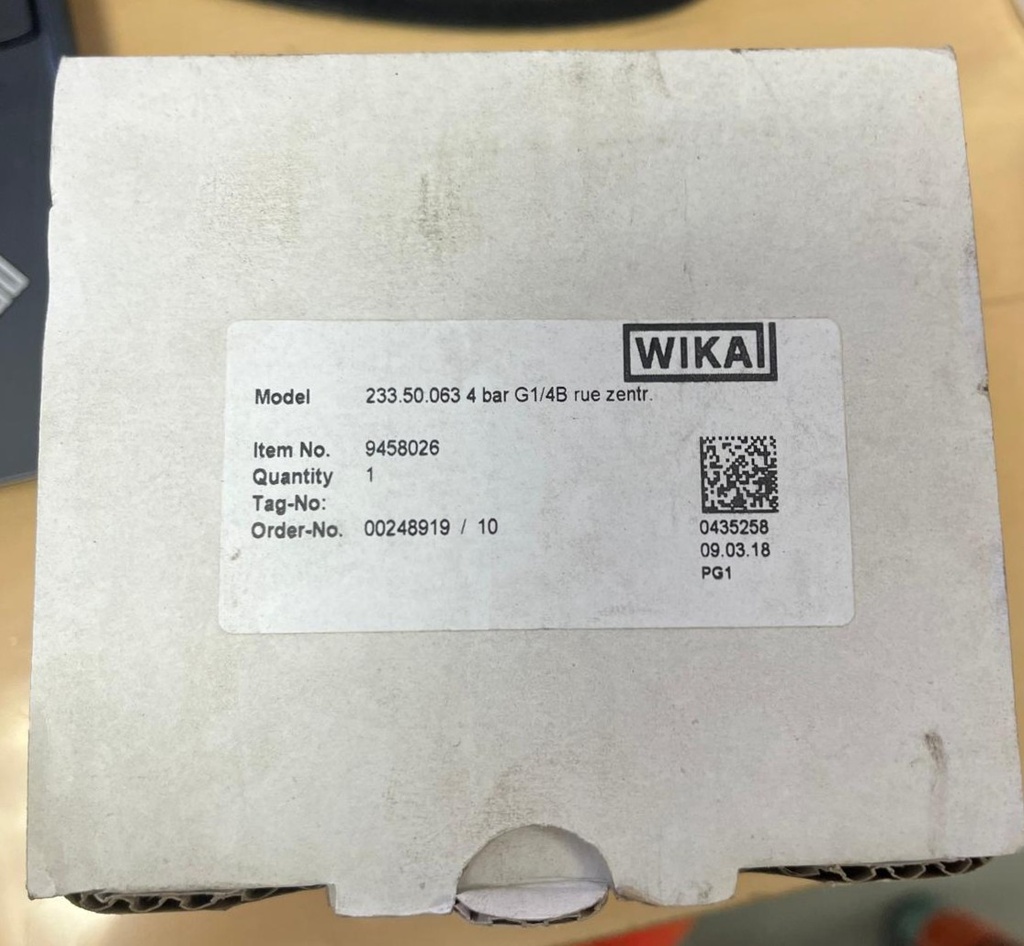 WIKA
Model 233.50.063 4 bar G1/4B rue zentr.
Item No. 9458026
Quantity 1
Tag-No:
Order-No. 00248919 / 10
0435258
09.03.18
PG1